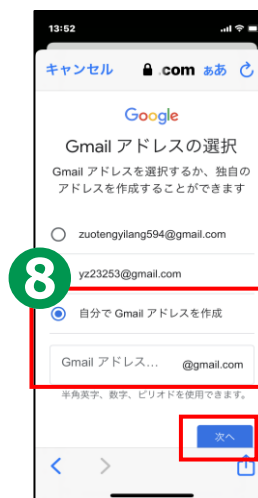 13:52
キャンセル .com ああ
Google
Gmail アドレスの選択
Gmail アドレスを選択するか、独自の
アドレスを作成することができます
zuotengyilang594@gmail.com
8
yz23253@gmail.com
自分で Gmail アドレスを作成
Gmail アドレス... @gmail.com
半角英字、数字、ピリオドを使用できます。
次へ